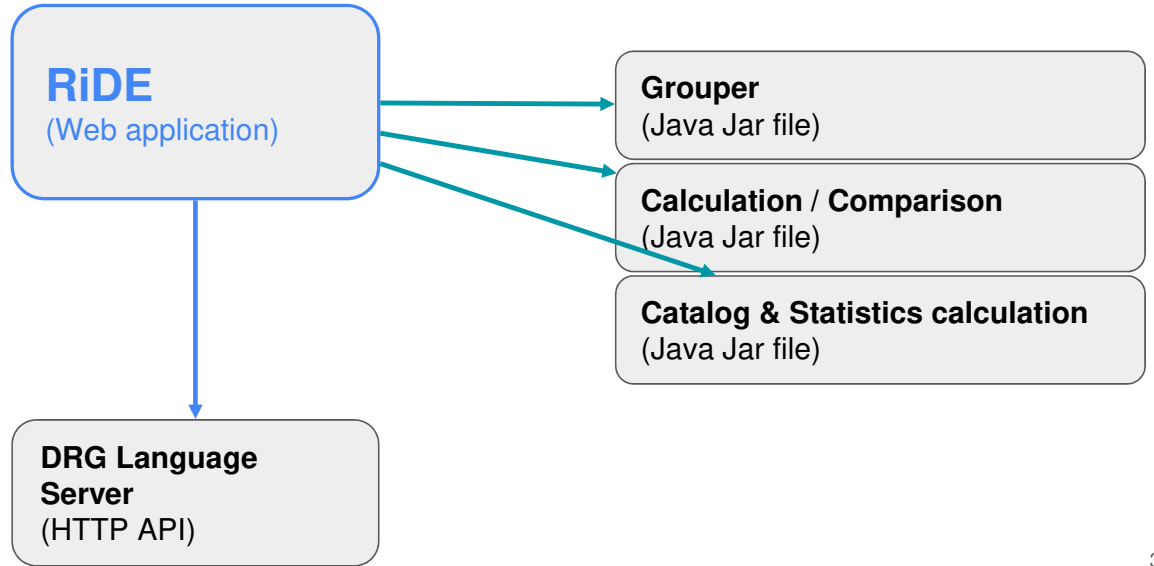 RiDE
(Web application)
Grouper
(Java Jar file)
Calculation / Comparison
(Java Jar file)
Catalog & Statistics calculation
(Java Jar file)
DRG Language
Server
(HTTP API)